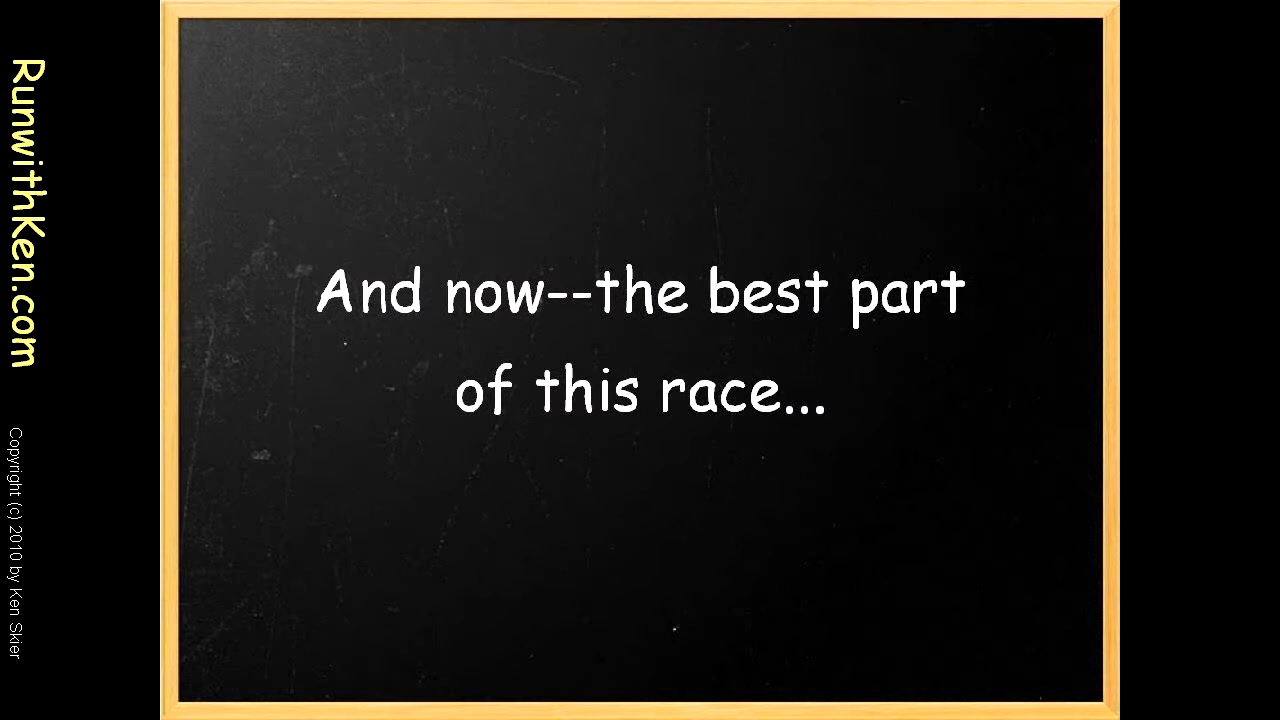 RunwithKen.com
Copyright (c) 2010 by Ken Skier
And now--the best part
of this race...